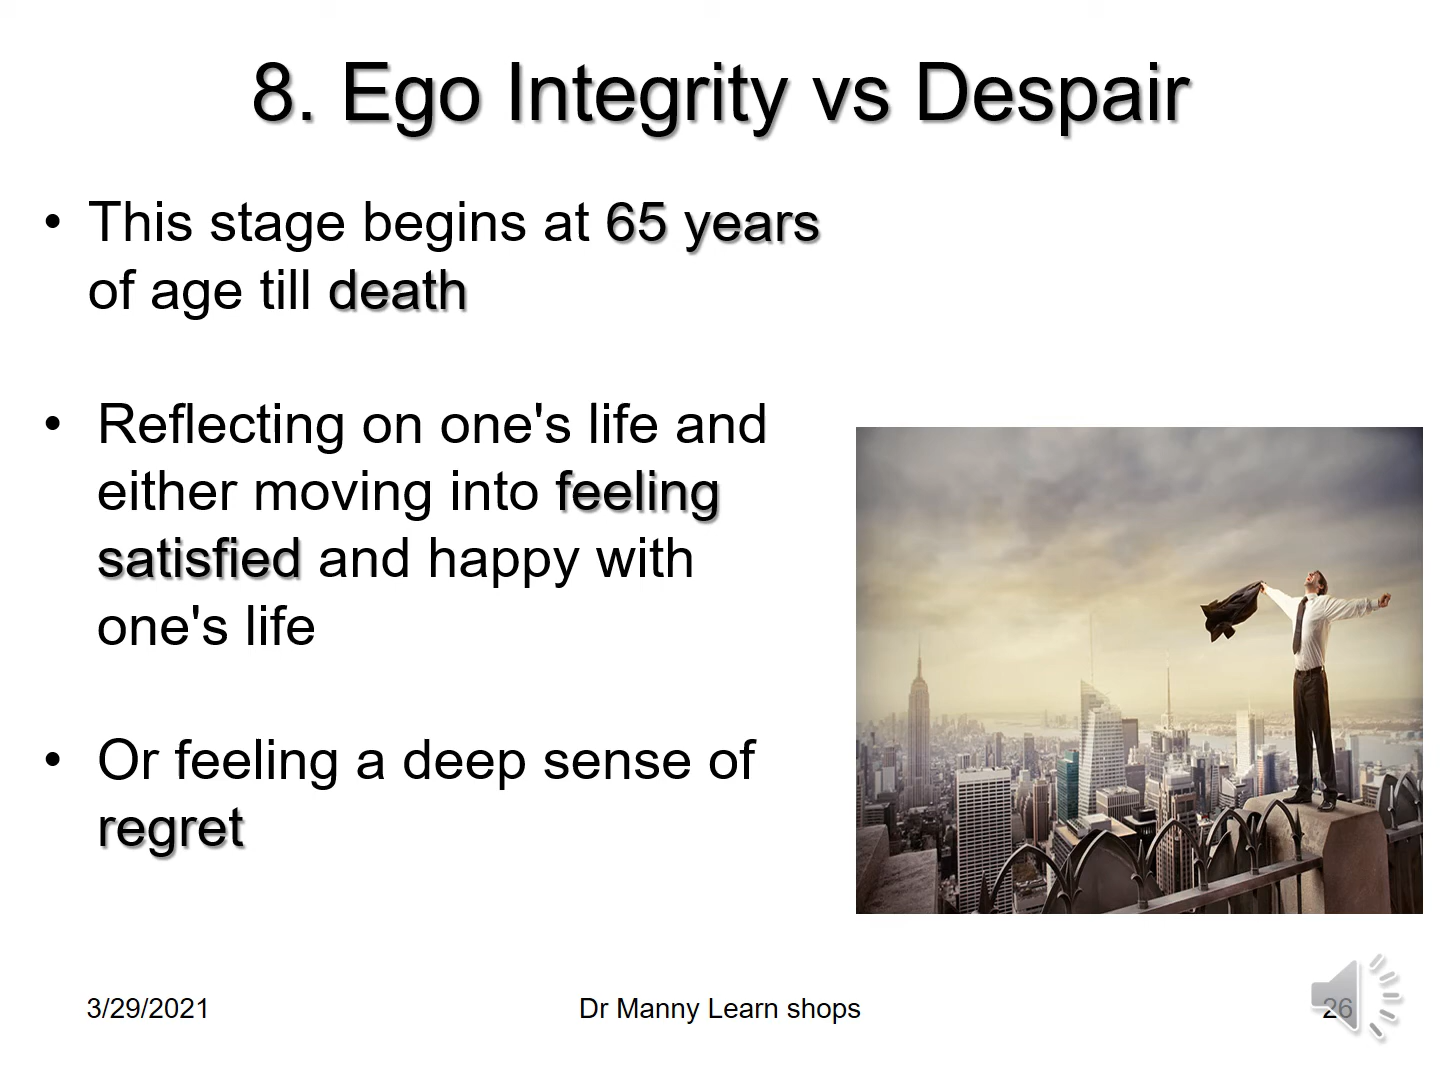 8. Ego Integrity vs Despair
• This stage begins at 65 years
of age till death
• Reflecting on one's life and
either moving into feeling
satisfied and happy with
one's life
• Or feeling a deep sense of
regret
3/29/2021
Dr Manny Learn shops
26